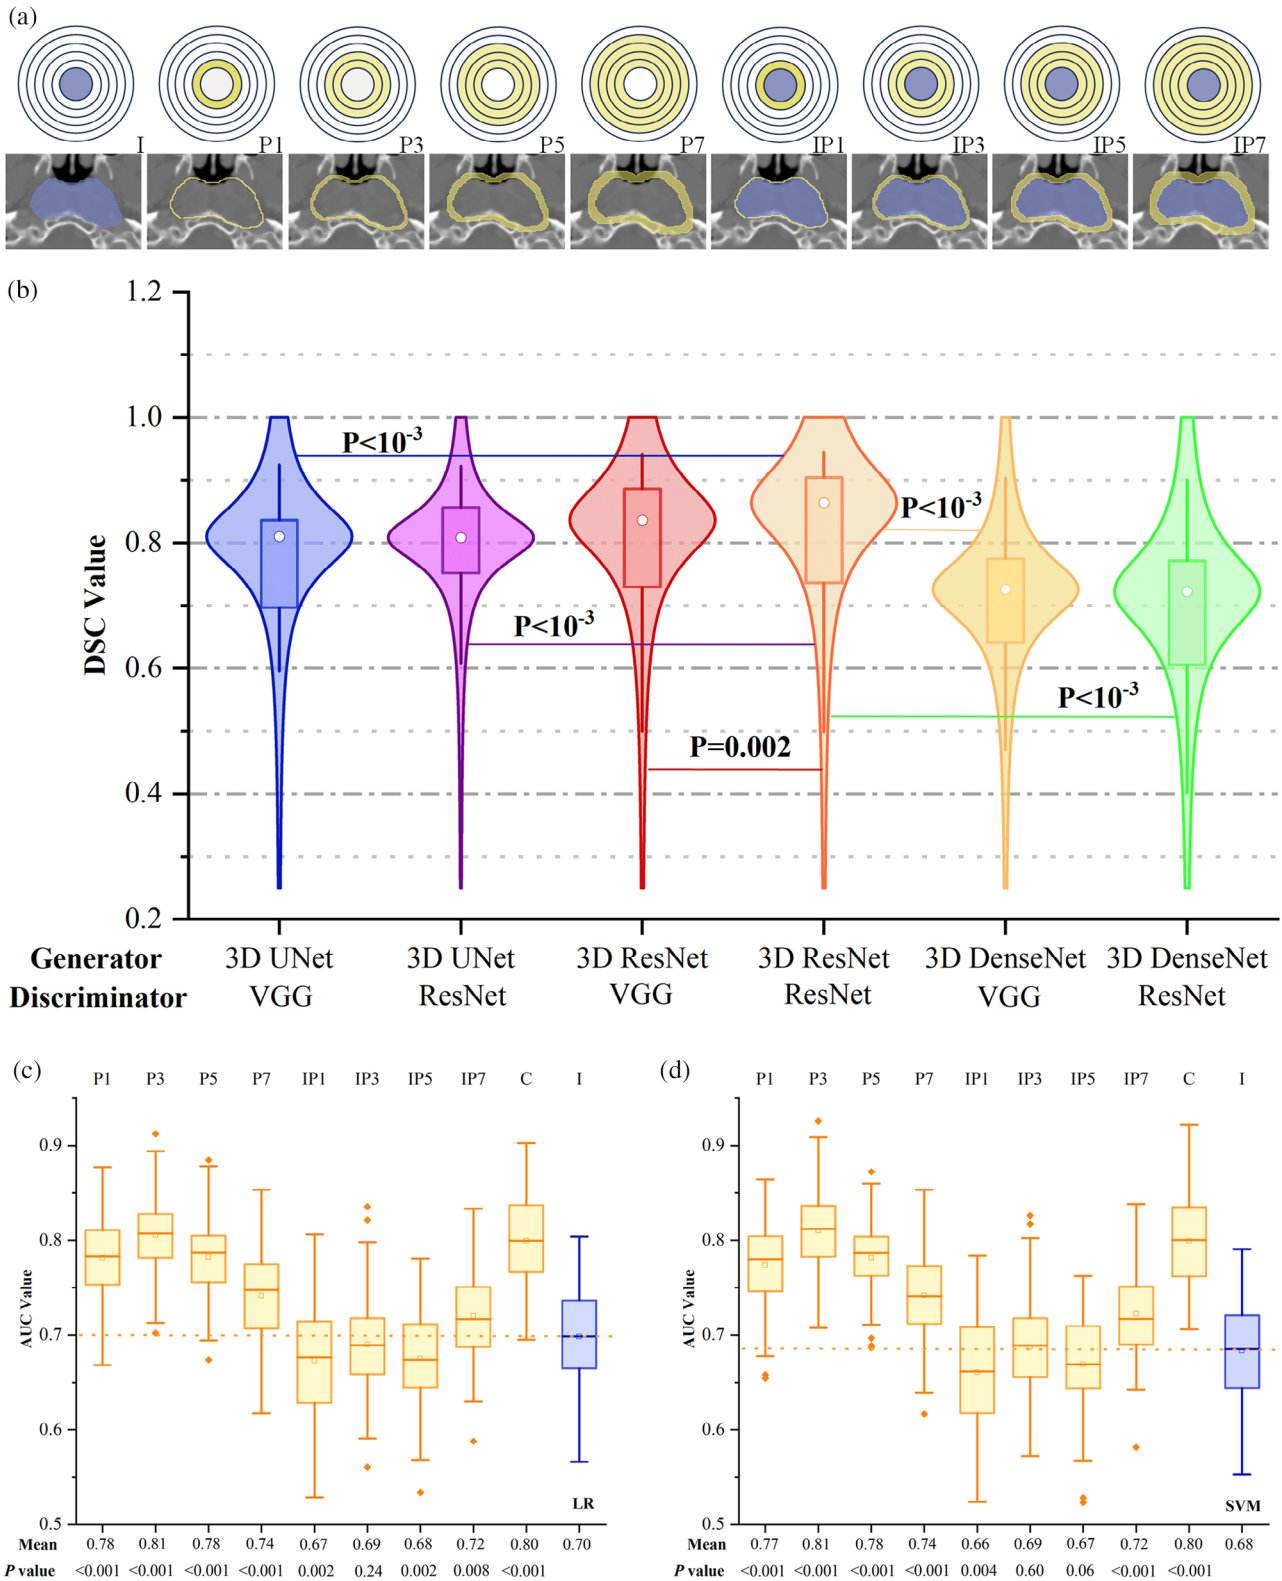 (a)
I P1 P3 P5 P7 IP1 IP3 IP5 IP7
(b)
1.2
1.0
0.8
0.6
0.4
0.2
DSC Value
P<10⁻³
P<10⁻³
P<10⁻³
P<10⁻³
P=0.002
Generator 3D UNet 3D UNet 3D ResNet 3D ResNet 3D DenseNet 3D DenseNet
Discriminator VGG ResNet VGG ResNet VGG ResNet
(c)
P1 P3 P5 P7 IP1 IP3 IP5 IP7 C I
0.9
0.8
0.7
0.6
0.5
AUC Value
LR
Mean 0.78 0.81 0.78 0.74 0.67 0.69 0.68 0.72 0.80 0.70
P value <0.001 <0.001 <0.001 <0.001 0.002 0.24 0.002 0.008 <0.001
(d)
P1 P3 P5 P7 IP1 IP3 IP5 IP7 C I
0.9
0.8
0.7
0.6
0.5
AUC Value
SVM
Mean 0.77 0.81 0.78 0.74 0.66 0.69 0.67 0.72 0.80 0.68
P value <0.001 <0.001 <0.001 <0.001 0.004 0.60 0.06 <0.001 <0.001